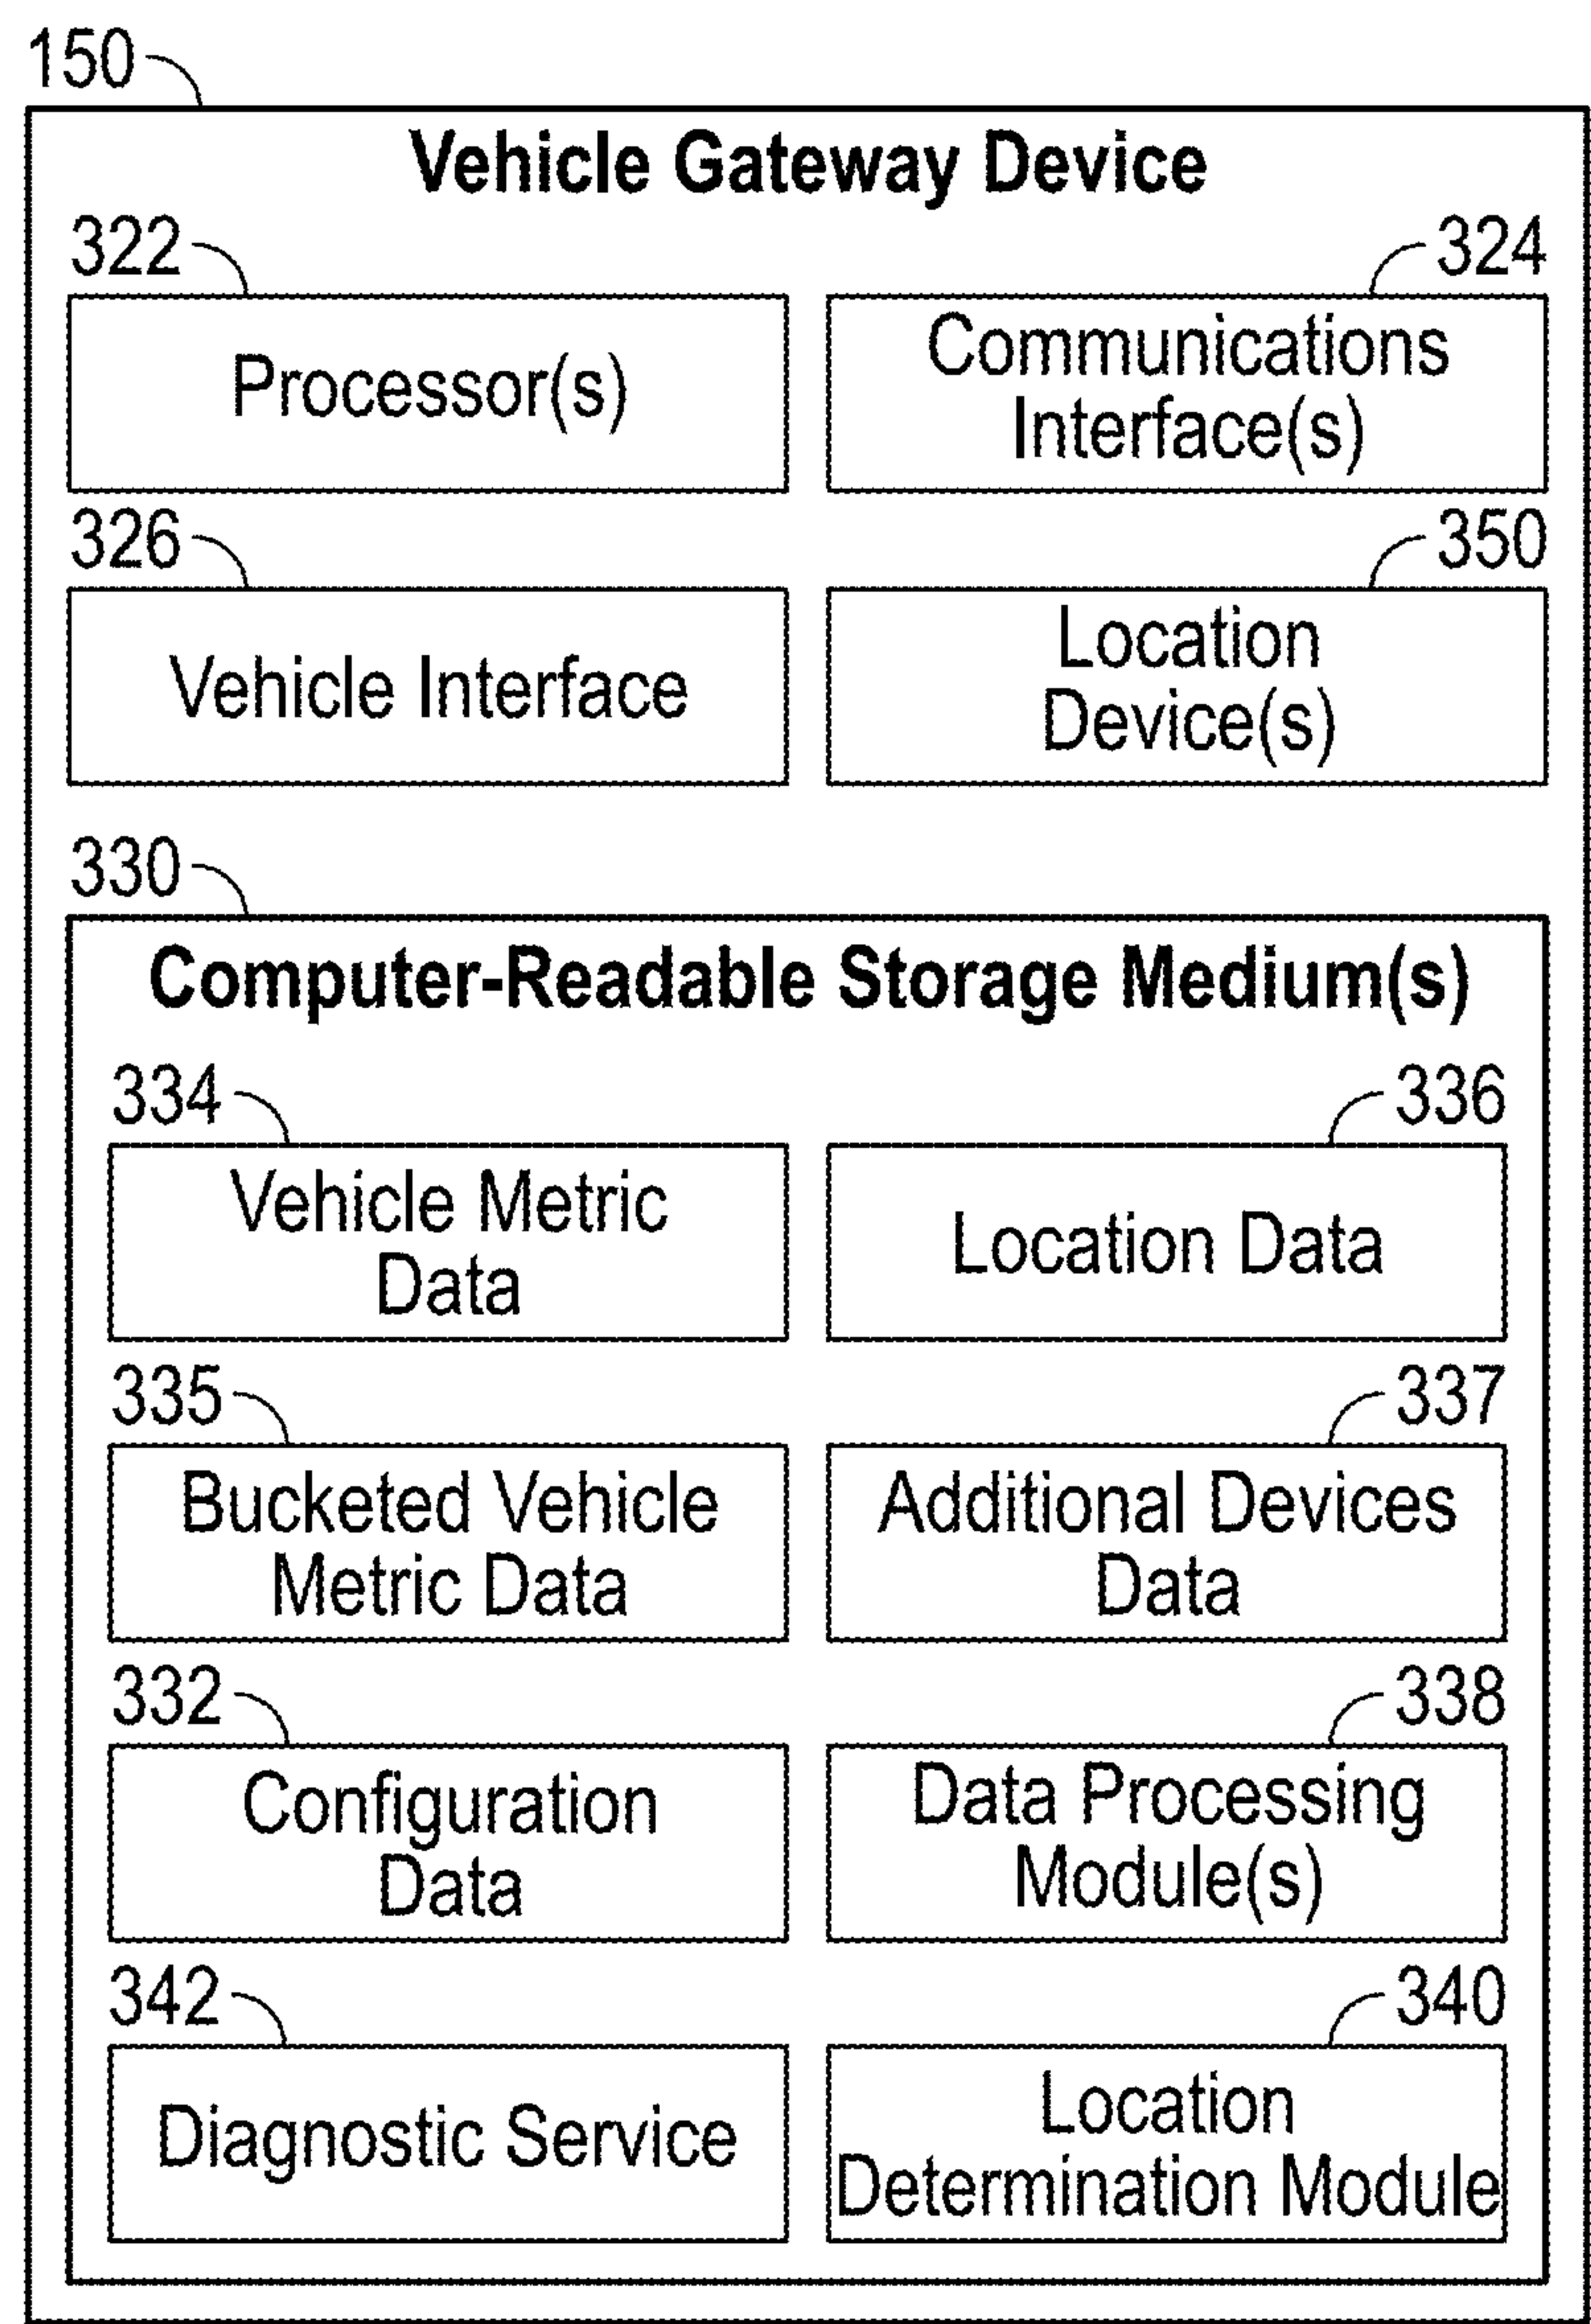 150
Vehicle Gateway Device
322
324
Processor(s)
Communications
Interface(s)
326
350
Vehicle Interface
Location
Device(s)
330
Computer-Readable Storage Medium(s)
334
336
Vehicle Metric
Data
Location Data
335
337
Bucketed Vehicle
Metric Data
Additional Devices
Data
332
338
Configuration
Data
Data Processing
Module(s)
342
340
Diagnostic Service
Location
Determination Module